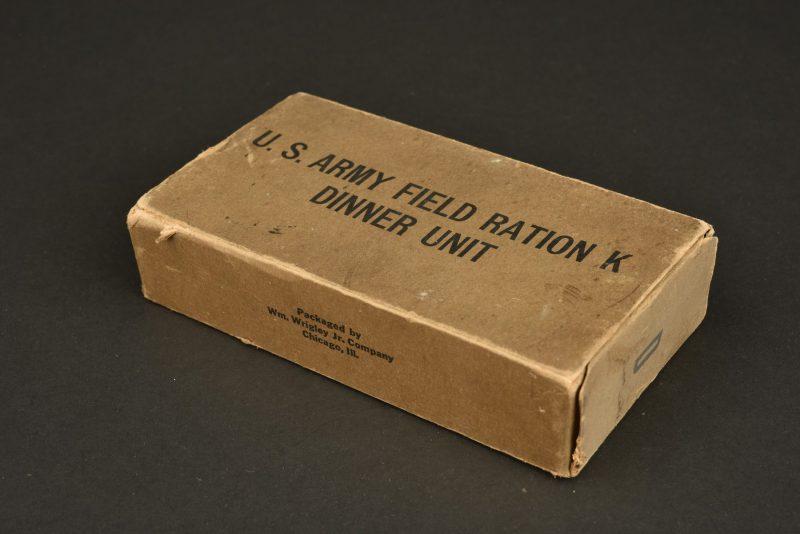 U. S. ARMY FIELD RATION K
DINNER UNIT
Packaged by
Wm. Wrigley Jr. Company
Chicago, Ill.